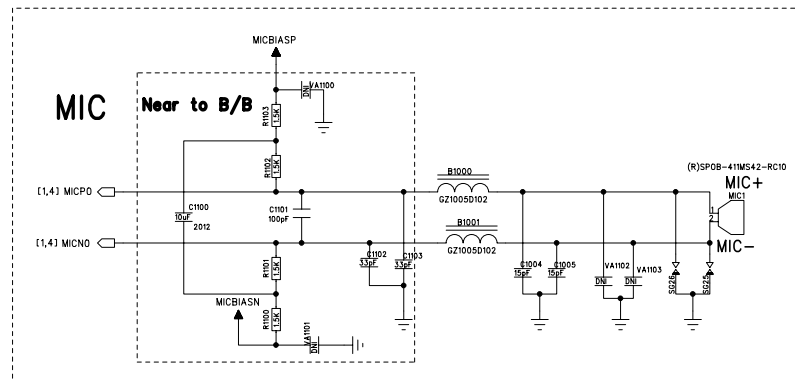 MICBIASP
MIC
Near to B/B
DNI
VA1100
R1103
1.5K
R1102
1.5K
[1,4] MICP0
[1,4] MICN0
C1100
10uF
2012
C1101
100pF
B1000
GZ1005D102
B1001
GZ1005D102
(R)SPOB-411MS42-RC10
MIC1
MIC+
1
2
MIC-
R1101
1.5K
C1102
33pF
C1103
33pF
C1004
15pF
C1005
15pF
VA1102
DNI
VA1103
DNI
SG26
SG25
MICBIASN
R1100
1.5K
VA1101
DNI